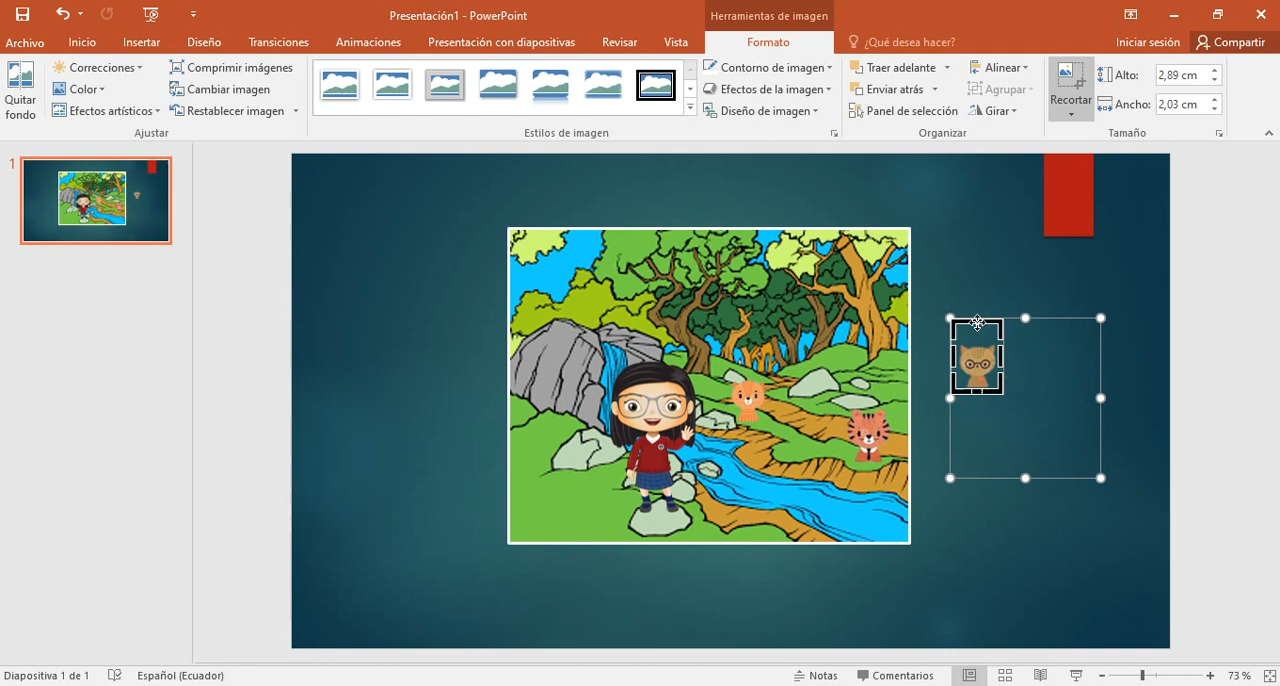 Presentación1 - PowerPoint
Herramientas de imagen
Archivo Inicio Insertar Diseño Transiciones Animaciones Presentación con diapositivas Revisar Vista Formato ¿Qué desea hacer? Iniciar sesión Compartir
Quitar fondo
Correcciones
Color
Efectos artísticos
Comprimir imágenes
Cambiar imagen
Restablecer imagen
Ajustar
Estilos de imagen
Contorno de imagen
Efectos de la imagen
Diseño de imagen
Traer adelante
Enviar atrás
Panel de selección
Alinear
Agrupar
Girar
Organizar
Recortar
Alto: 2,89 cm
Ancho: 2,03 cm
Tamaño
1
Diapositiva 1 de 1 Español (Ecuador) Notas Comentarios 73 %